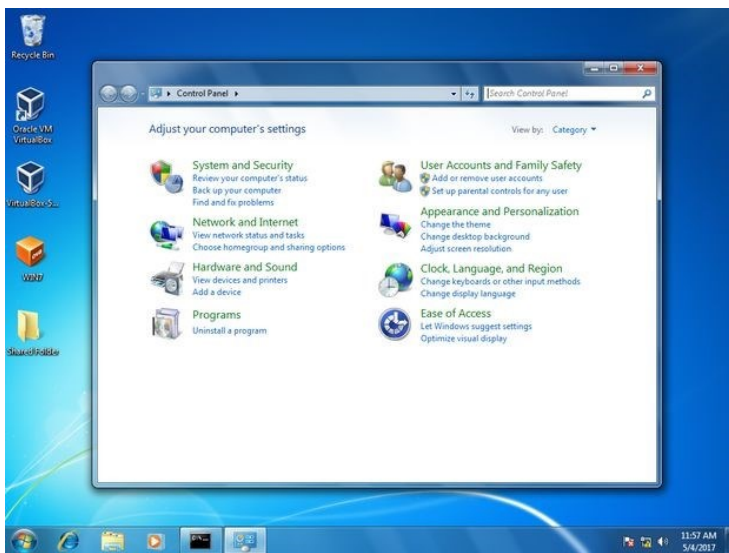 Recycle Bin
Oracle VM
VirtualBox
VirtualBox-5...
WIN7
Shared Folder
Control Panel
Search Control Panel
Adjust your computer's settings
View by: Category
System and Security
Review your computer's status
Back up your computer
Find and fix problems
Network and Internet
View network status and tasks
Choose homegroup and sharing options
Hardware and Sound
View devices and printers
Add a device
Programs
Uninstall a program
User Accounts and Family Safety
Add or remove user accounts
Set up parental controls for any user
Appearance and Personalization
Change the theme
Change desktop background
Adjust screen resolution
Clock, Language, and Region
Change keyboards or other input methods
Change display language
Ease of Access
Let Windows suggest settings
Optimize visual display
11:57 AM
5/4/2017